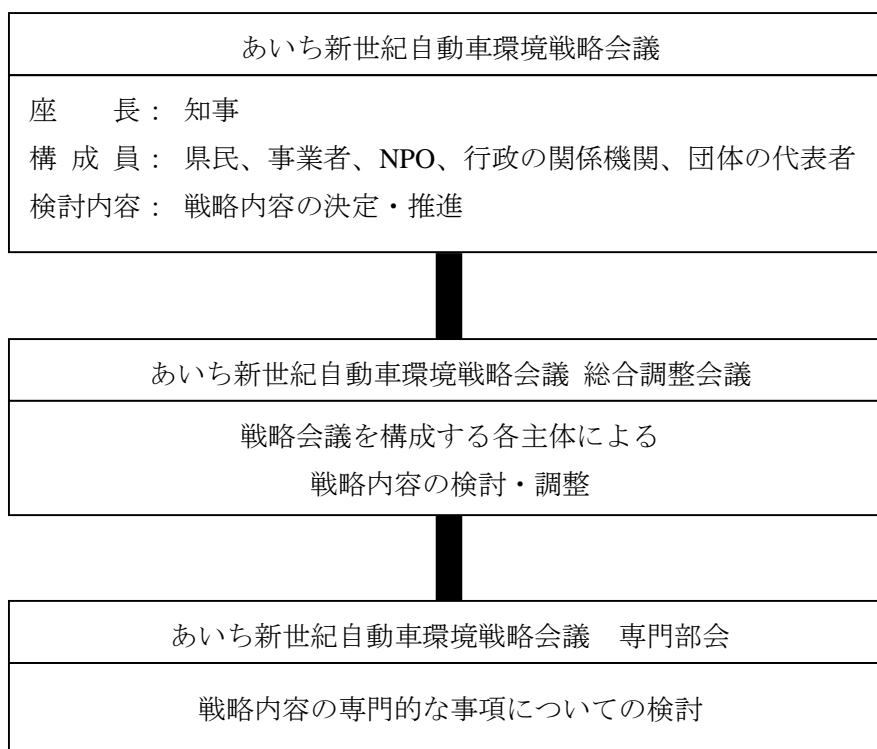 あいち新世紀自動車環境戦略会議
座　　長： 知事
構 成 員： 県民、事業者、NPO、行政の関係機関、団体の代表者
検討内容： 戦略内容の決定・推進
あいち新世紀自動車環境戦略会議 総合調整会議
戦略会議を構成する各主体による
戦略内容の検討・調整
あいち新世紀自動車環境戦略会議　専門部会
戦略内容の専門的な事項についての検討